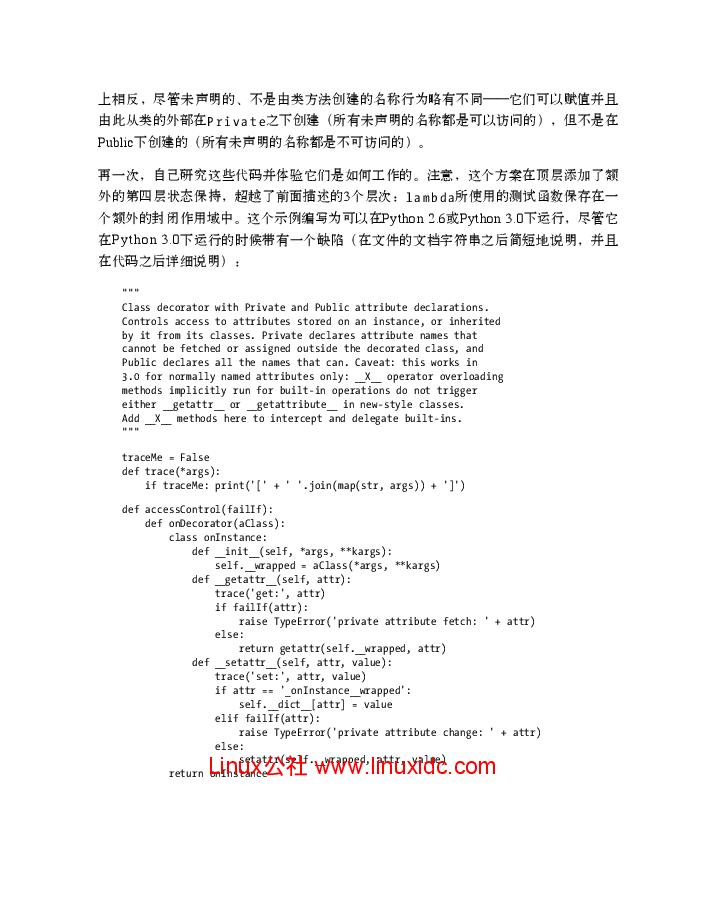 上相反，尽管未声明的、不是由类方法创建的名称行为略有不同——它们可以赋值并且
由此从类的外部在Private之下创建（所有未声明的名称都是可以访问的），但不是在
Public下创建的（所有未声明的名称都是不可访问的）。
再一次，自己研究这些代码并体验它们是如何工作的。注意，这个方案在顶层添加了额
外的第四层状态保持，超越了前面描述的3个层次：lambda所使用的测试函数保存在一
个额外的封闭作用域中。这个示例编写为可以在Python 2.6或Python 3.0下运行，尽管它
在Python 3.0下运行的时候带有一个缺陷（在文件的文档字符串之后简短地说明，并且
在代码之后详细说明）：
"""
Class decorator with Private and Public attribute declarations.
Controls access to attributes stored on an instance, or inherited
by it from its classes. Private declares attribute names that
cannot be fetched or assigned outside the decorated class, and
Public declares all the names that can. Caveat: this works in
3.0 for normally named attributes only: __X__ operator overloading
methods implicitly run for built-in operations do not trigger
either __getattr__ or __getattribute__ in new-style classes.
Add __X__ methods here to intercept and delegate built-ins.
"""
traceMe = False
def trace(*args):
    if traceMe: print('[' + ' '.join(map(str, args)) + ']')
def accessControl(failIf):
    def onDecorator(aClass):
        class onInstance:
            def __init__(self, *args, **kargs):
                self.__wrapped = aClass(*args, **kargs)
            def __getattr__(self, attr):
                trace('get:', attr)
                if failIf(attr):
                    raise TypeError('private attribute fetch: ' + attr)
                else:
                    return getattr(self.__wrapped, attr)
            def __setattr__(self, attr, value):
                trace('set:', attr, value)
                if attr == '_onInstance__wrapped':
                    self.__dict__[attr] = value
                elif failIf(attr):
                    raise TypeError('private attribute change: ' + attr)
                else:
                    setattr(self.__wrapped, attr, value)
        return onInstance
Linux公社 www.linuxidc.com